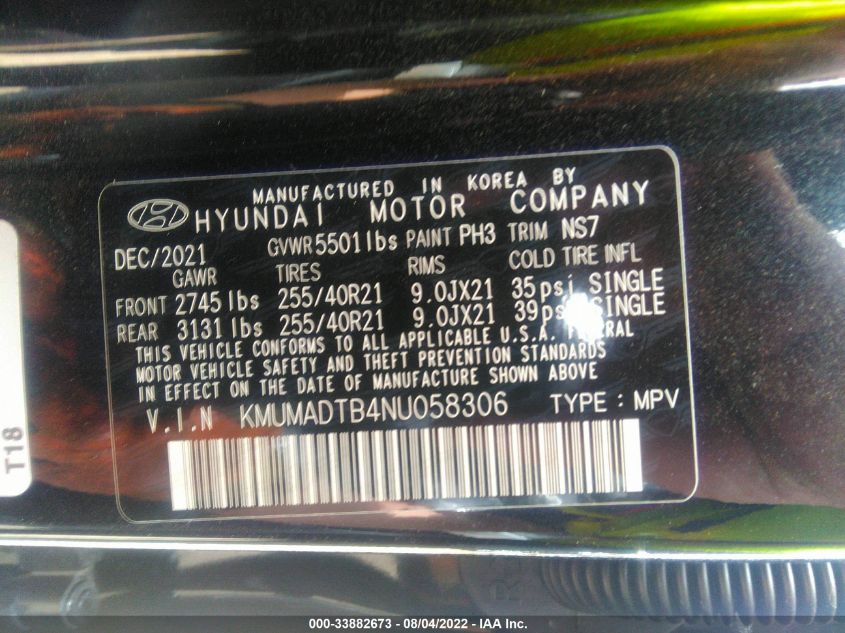 MANUFACTURED IN KOREA BY
HYUNDAI MOTOR COMPANY
DEC/2021 GVWR 5501 lbs PAINT PH3 TRIM NS7
GAWR TIRES RIMS COLD TIRE INFL
FRONT 2745 lbs 255/40R21 9.0JX21 35psi SINGLE
REAR 3131 lbs 255/40R21 9.0JX21 39psi SINGLE
THIS VEHICLE CONFORMS TO ALL APPLICABLE U.S.A. FEDERAL
MOTOR VEHICLE SAFETY AND THEFT PREVENTION STANDARDS
IN EFFECT ON THE DATE OF MANUFACTURE SHOWN ABOVE
V.I.N KMUMADTB4NU058306 TYPE : MPV
T18
000-33882673 - 08/04/2022 - IAA Inc.